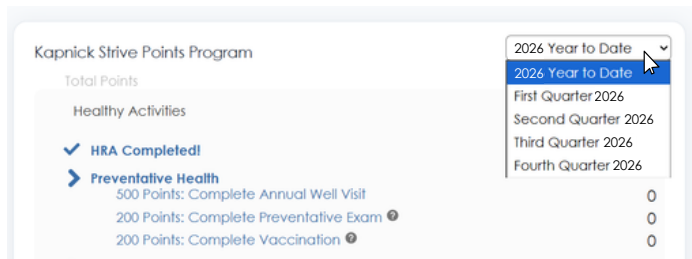 Kapnick Strive Points Program
2026 Year to Date
Total Points
2026 Year to Date
First Quarter 2026
Second Quarter 2026
Third Quarter 2026
Fourth Quarter 2026
Healthy Activities
HRA Completed!
Preventative Health
500 Points: Complete Annual Well Visit 0
200 Points: Complete Preventative Exam ? 0
200 Points: Complete Vaccination ? 0